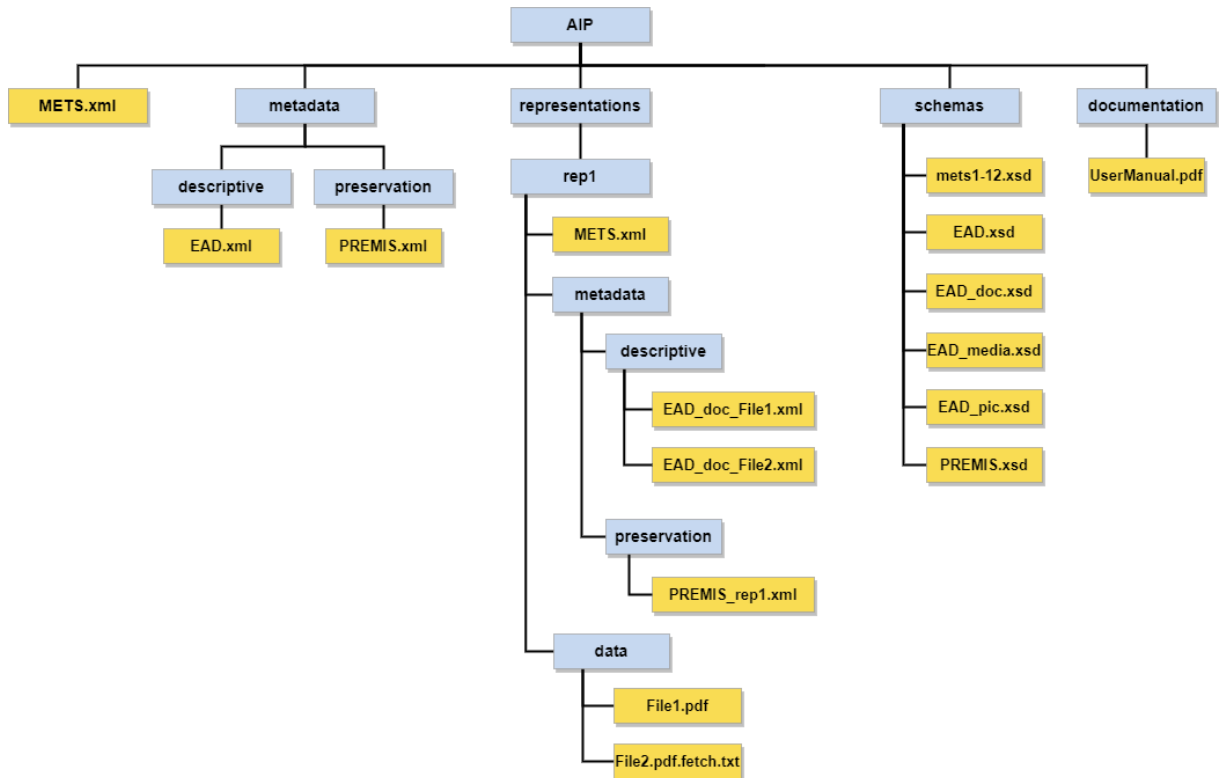 AIP
METS.xml
metadata
representations
schemas
documentation
descriptive
preservation
rep1
mets1-12.xsd
UserManual.pdf
EAD.xml
PREMIS.xml
METS.xml
EAD.xsd
metadata
EAD_doc.xsd
descriptive
EAD_media.xsd
EAD_doc_File1.xml
EAD_pic.xsd
EAD_doc_File2.xml
PREMIS.xsd
preservation
PREMIS_rep1.xml
data
File1.pdf
File2.pdf.fetch.txt